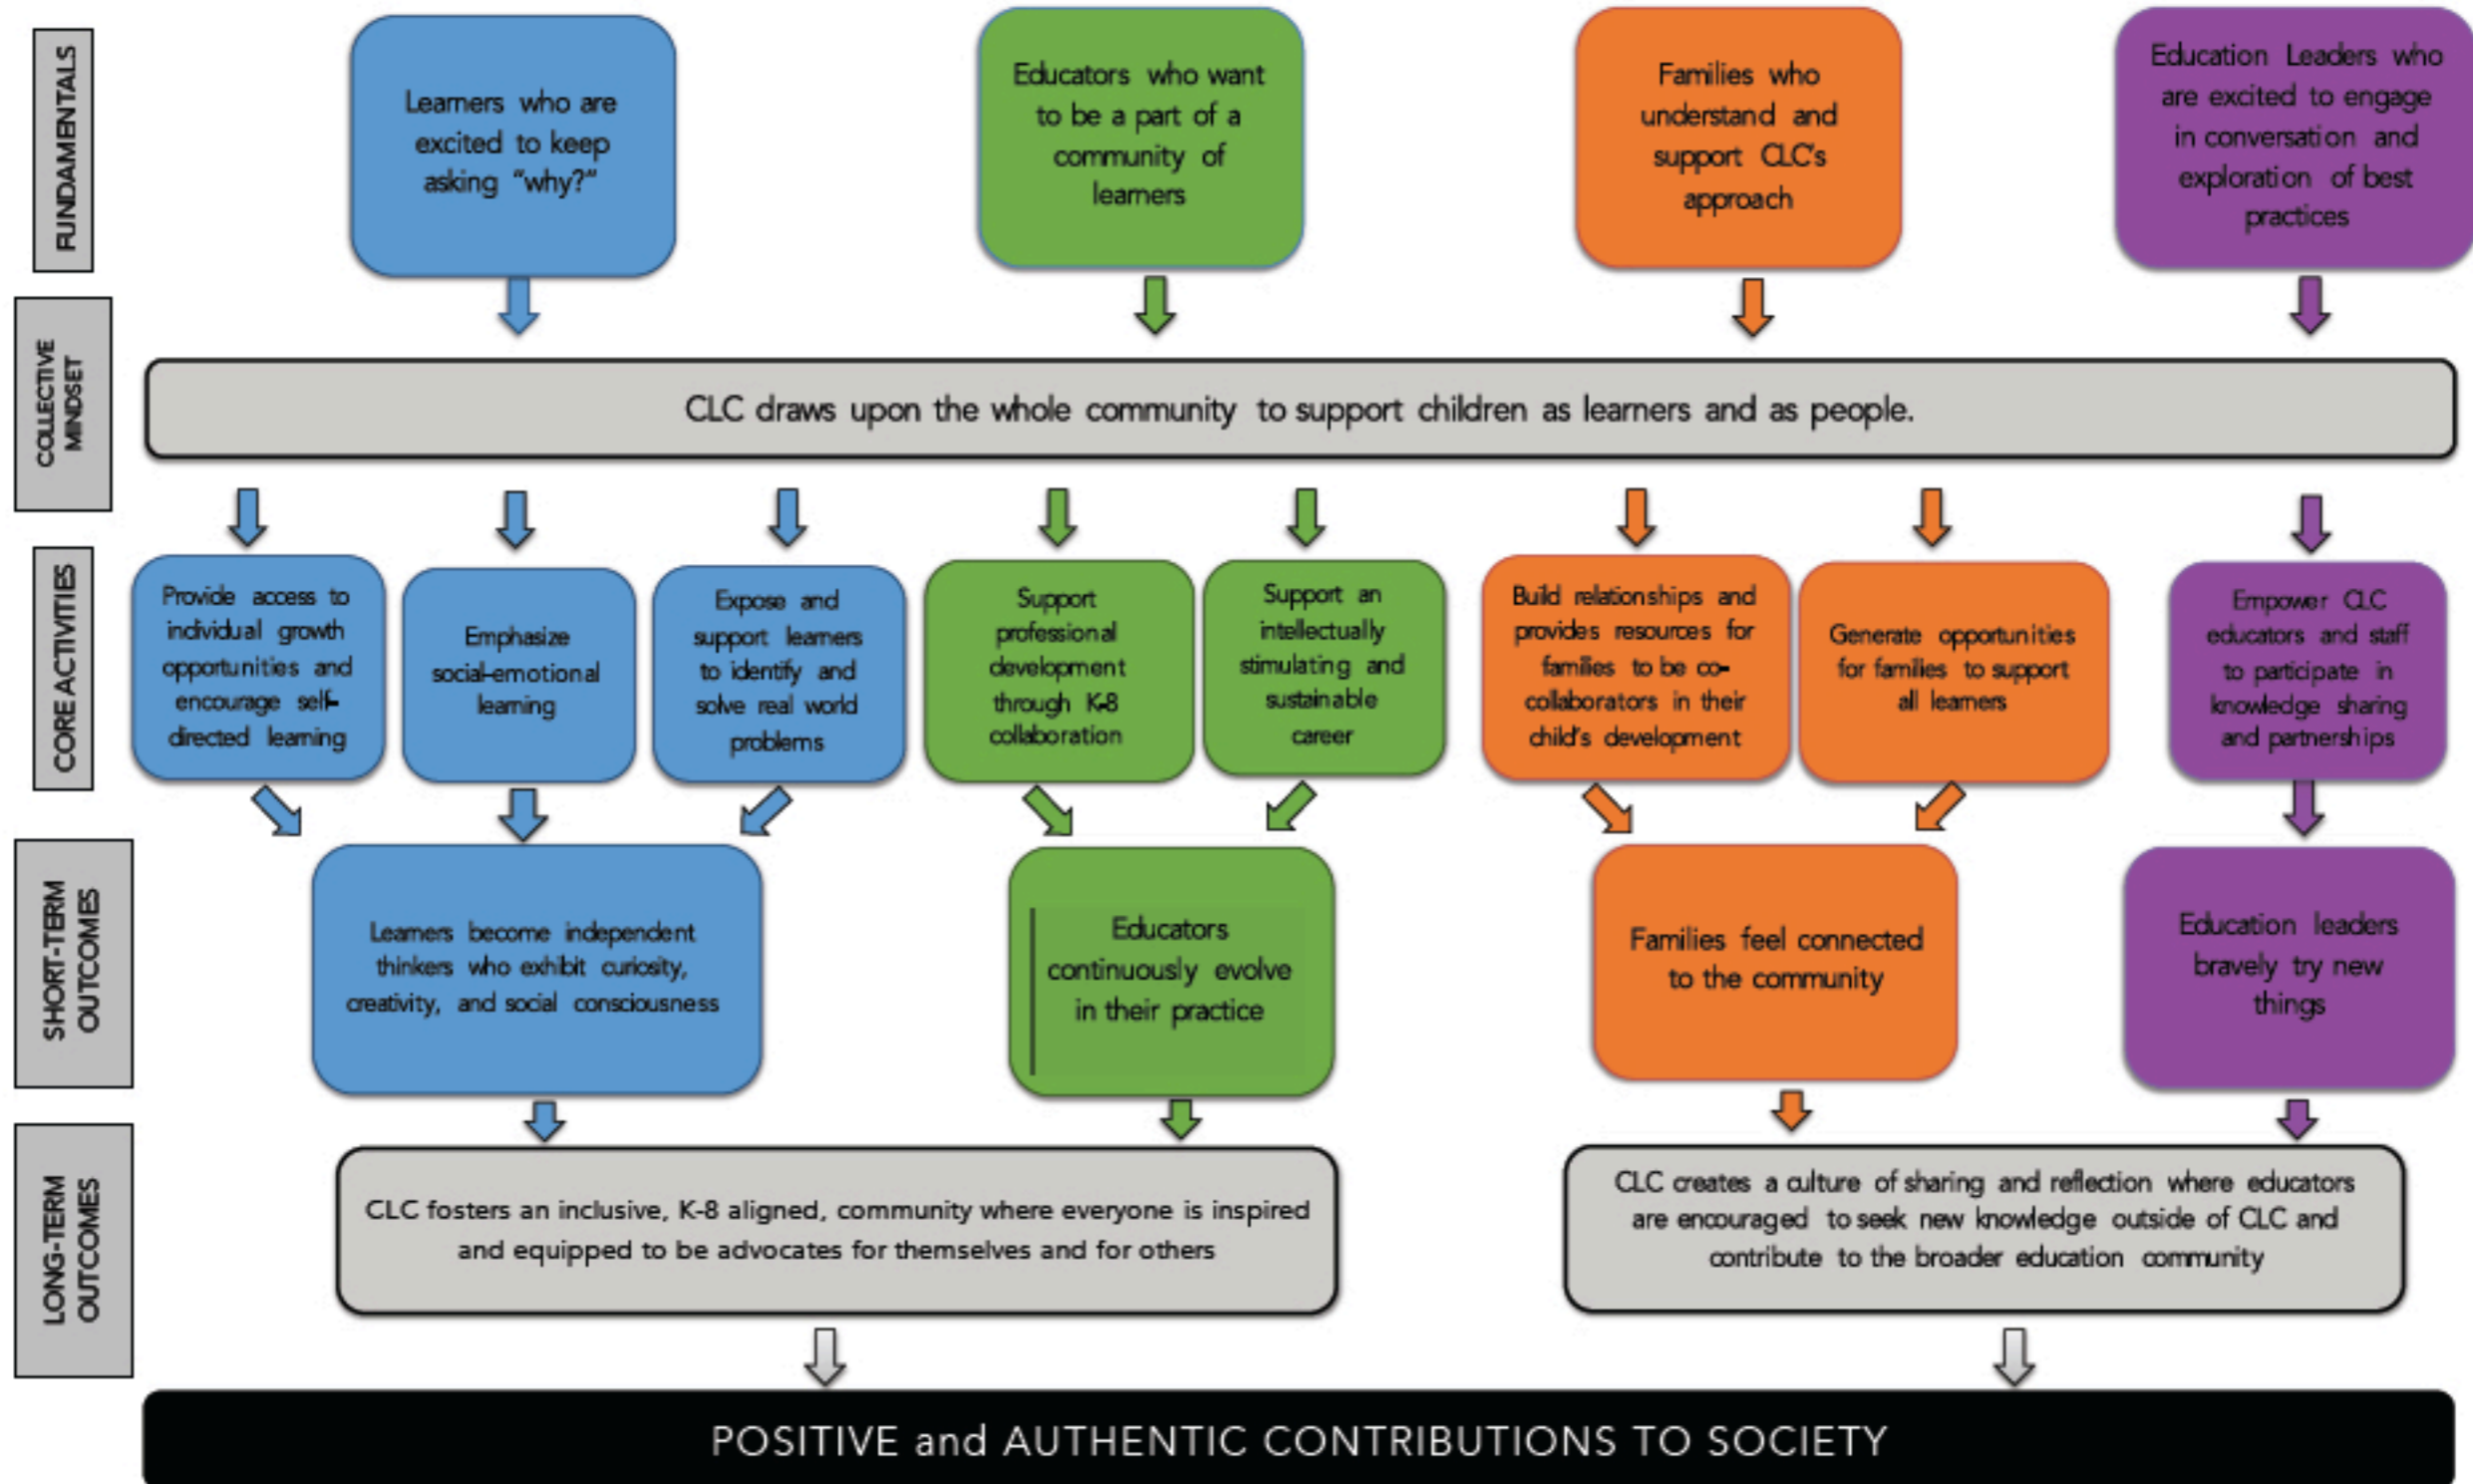 FUNDAMENTALS
Learners who are
excited to keep
asking “why?”
Educators who want
to be a part of a
community of
learners
Families who
understand and
support CLC’s
approach
Education Leaders who
are excited to engage
in conversation and
exploration of best
practices
COLLECTIVE
MINDSET
CLC draws upon the whole community to support children as learners and as people.
CORE ACTIVITIES
Provide access to
individual growth
opportunities and
encourage self-
directed learning
Emphasize
social-emotional
learning
Expose and
support learners
to identify and
solve real world
problems
Support
professional
development
through K-8
collaboration
Support an
intellectually
stimulating and
sustainable
career
Build relationships and
provides resources for
families to be co-
collaborators in their
child’s development
Generate opportunities
for families to support
all learners
Empower CLC
educators and staff
to participate in
knowledge sharing
and partnerships
SHORT-TERM
OUTCOMES
Learners become independent
thinkers who exhibit curiosity,
creativity, and social consciousness
Educators
continuously evolve
in their practice
Families feel connected
to the community
Education leaders
bravely try new
things
LONG-TERM
OUTCOMES
CLC fosters an inclusive, K-8 aligned, community where everyone is inspired
and equipped to be advocates for themselves and for others
CLC creates a culture of sharing and reflection where educators
are encouraged to seek new knowledge outside of CLC and
contribute to the broader education community
POSITIVE and AUTHENTIC CONTRIBUTIONS TO SOCIETY